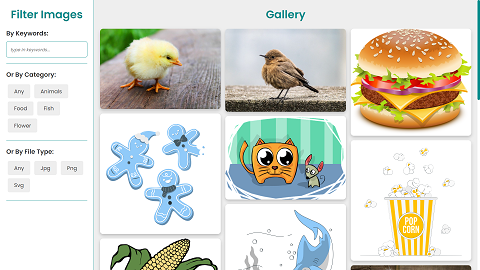 Filter Images
By Keywords:
type in keywords...
Or By Category:
Any
Animals
Food
Fish
Flower
Or By File Type:
Any
Jpg
Png
Svg
Gallery
POP
CORN